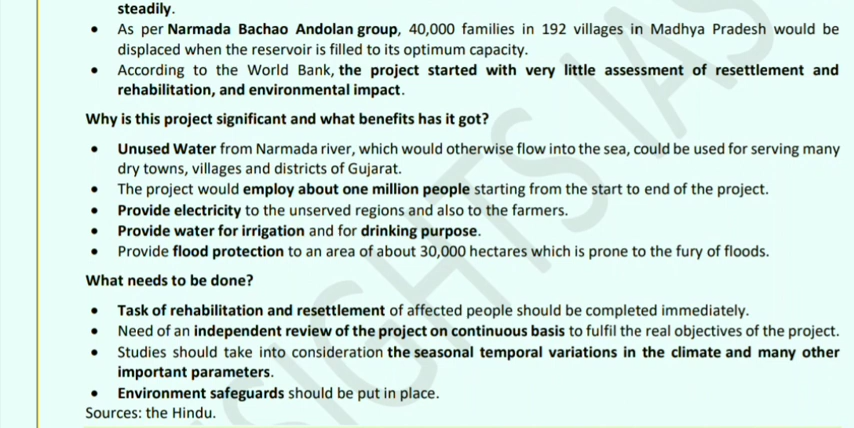 steadily.
• As per Narmada Bachao Andolan group, 40,000 families in 192 villages in Madhya Pradesh would be
displaced when the reservoir is filled to its optimum capacity.
• According to the World Bank, the project started with very little assessment of resettlement and
rehabilitation, and environmental impact.
Why is this project significant and what benefits has it got?
• Unused Water from Narmada river, which would otherwise flow into the sea, could be used for serving many
dry towns, villages and districts of Gujarat.
• The project would employ about one million people starting from the start to end of the project.
• Provide electricity to the unserved regions and also to the farmers.
• Provide water for irrigation and for drinking purpose.
• Provide flood protection to an area of about 30,000 hectares which is prone to the fury of floods.
What needs to be done?
• Task of rehabilitation and resettlement of affected people should be completed immediately.
• Need of an independent review of the project on continuous basis to fulfil the real objectives of the project.
• Studies should take into consideration the seasonal temporal variations in the climate and many other
important parameters.
• Environment safeguards should be put in place.
Sources: the Hindu.
SIGHTS IAS